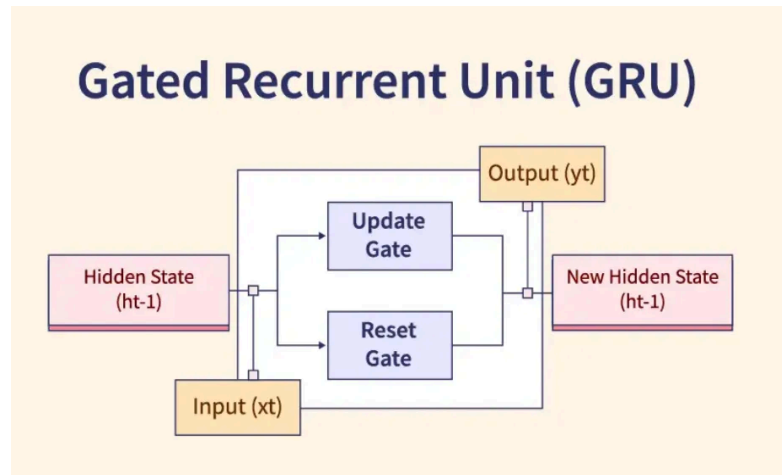 Gated Recurrent Unit (GRU)
Output (yt)
Update
Gate
Hidden State
(ht-1)
New Hidden State
(ht-1)
Reset
Gate
Input (xt)